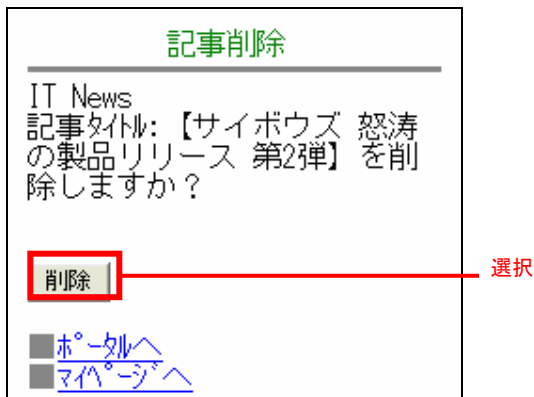 記事削除
IT News
記事ﾀｲﾄﾙ:【サイボウズ 怒涛
の製品リリース 第2弾】を削
除しますか？
削除
選択
ﾎﾟｰﾀﾙへ
ﾏｲﾍﾟｰｼﾞへ